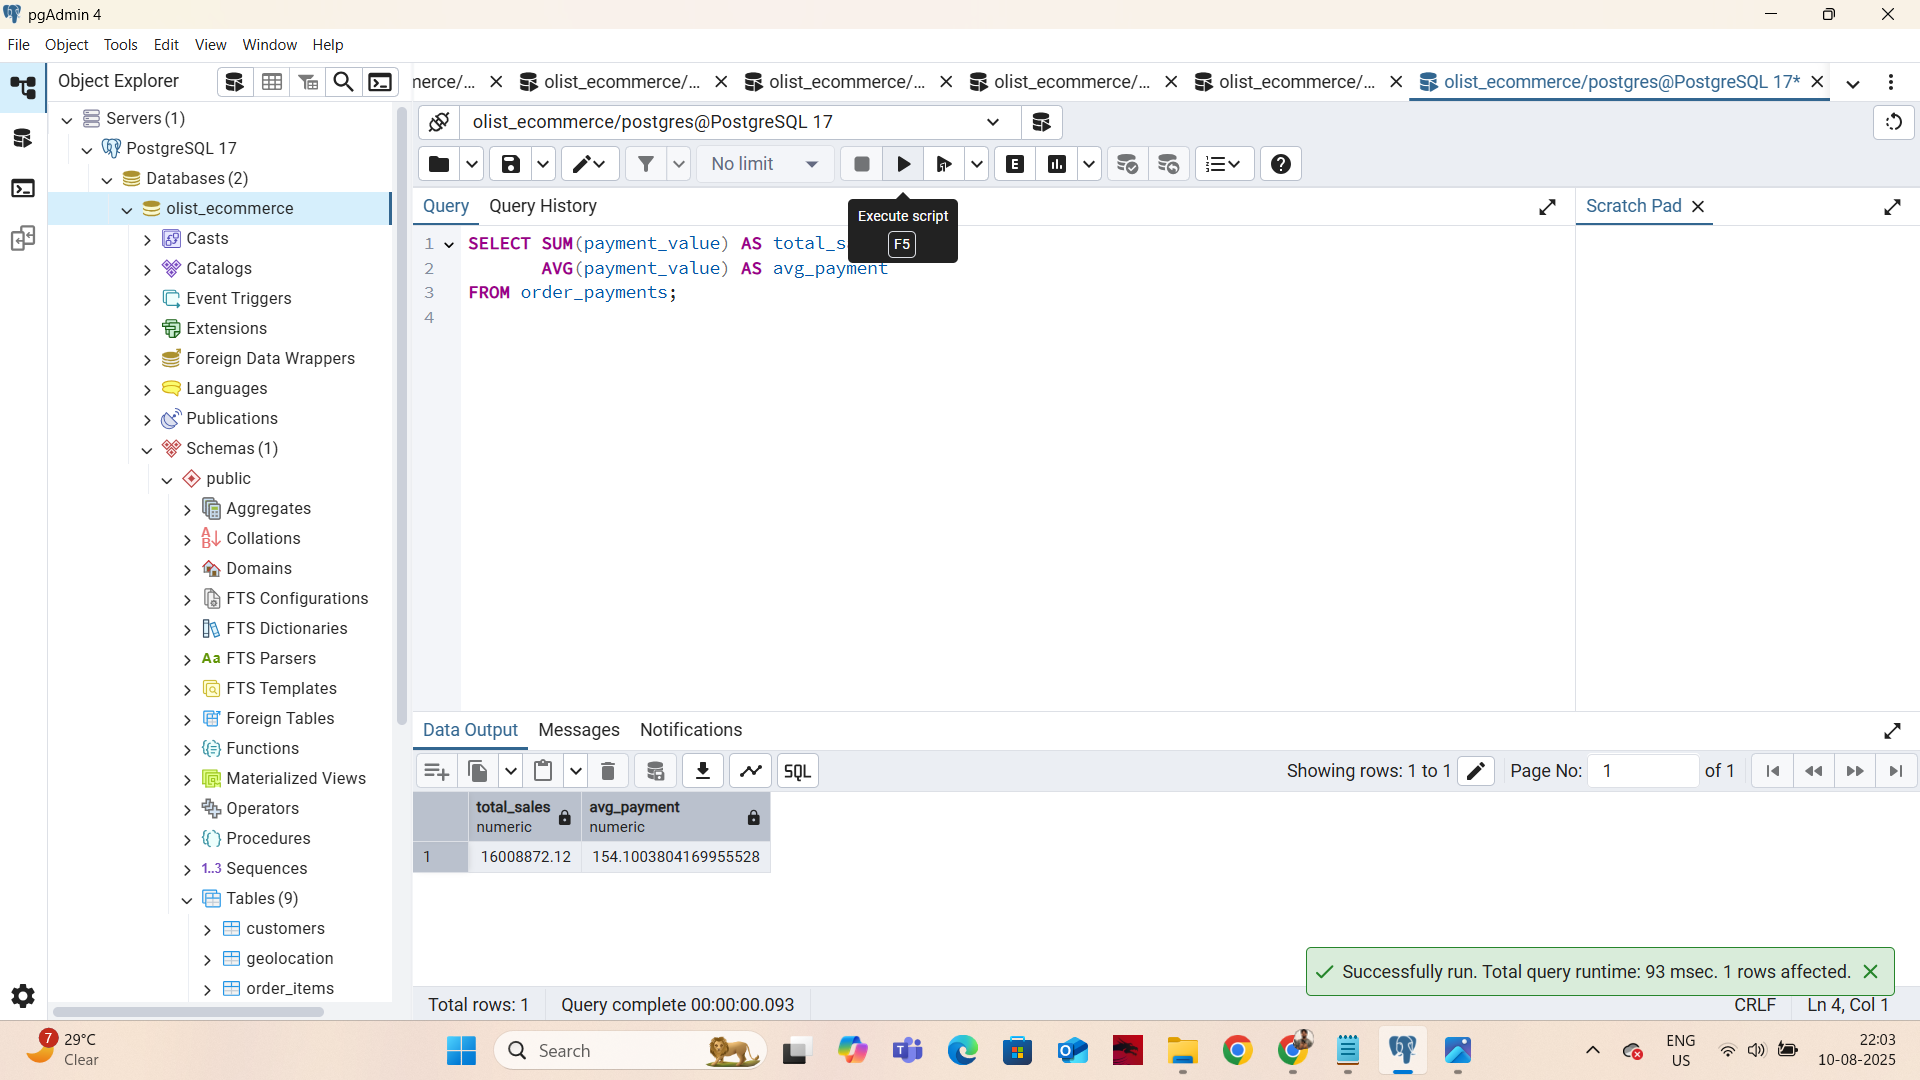 pgAdmin 4
File Object Tools Edit View Window Help
Object Explorer
merce/... olist_ecommerce/... olist_ecommerce/... olist_ecommerce/... olist_ecommerce/... olist_ecommerce/postgres@PostgreSQL 17*
Servers (1)
PostgreSQL 17
Databases (2)
olist_ecommerce
Casts
Catalogs
Event Triggers
Extensions
Foreign Data Wrappers
Languages
Publications
Schemas (1)
public
Aggregates
Collations
Domains
FTS Configurations
FTS Dictionaries
Aa FTS Parsers
FTS Templates
Foreign Tables
Functions
Materialized Views
Operators
Procedures
1..3 Sequences
Tables (9)
customers
geolocation
order_items
olist_ecommerce/postgres@PostgreSQL 17
No limit
E
Query Query History
Execute script
F5
Scratch Pad
1 SELECT SUM(payment_value) AS total_s
2 AVG(payment_value) AS avg_payment
3 FROM order_payments;
4
Data Output Messages Notifications
SQL
Showing rows: 1 to 1
Page No: 1 of 1
total_sales avg_payment
numeric numeric
1 16008872.12 154.1003804169955528
Successfully run. Total query runtime: 93 msec. 1 rows affected.
Total rows: 1 Query complete 00:00:00.093
CRLF Ln 4, Col 1
7
29°C
Clear
Search
ENG
US
22:03
10-08-2025